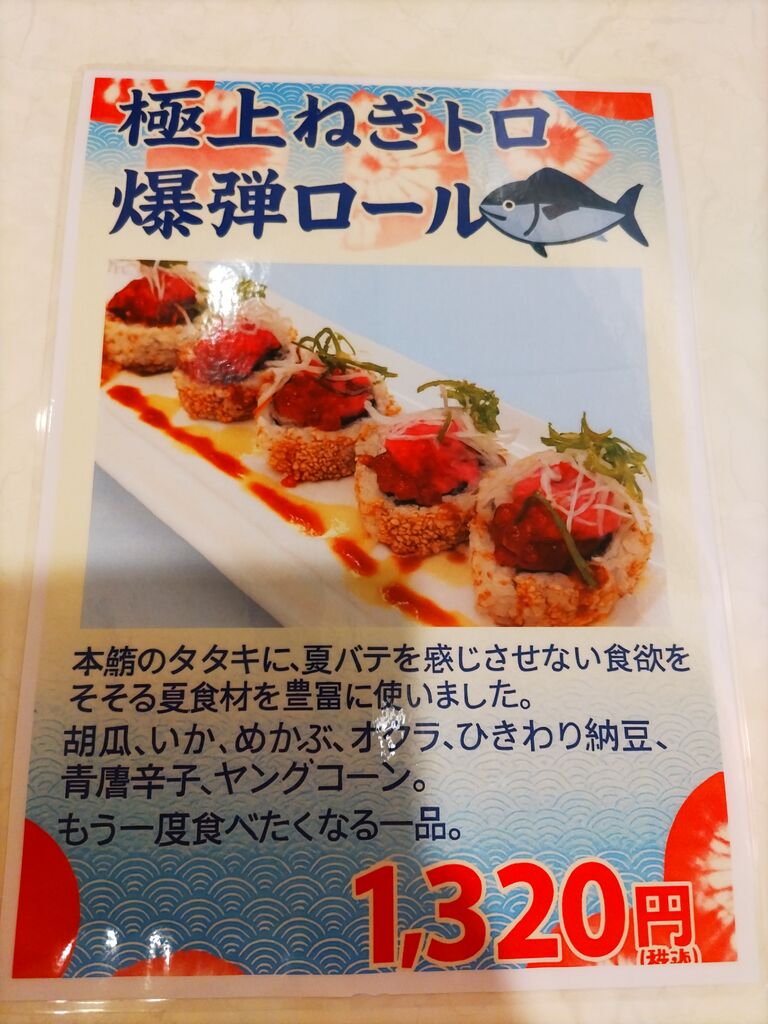 極上ねぎトロ
爆弾ロール
本鮪のタタキに、夏バテを感じさせない食欲を
そそる夏食材を豊富に使いました。
胡瓜、いか、めかぶ、オクラ、ひきわり納豆、
青唐辛子、ヤングコーン。
もう一度食べたくなる一品。
1,320円